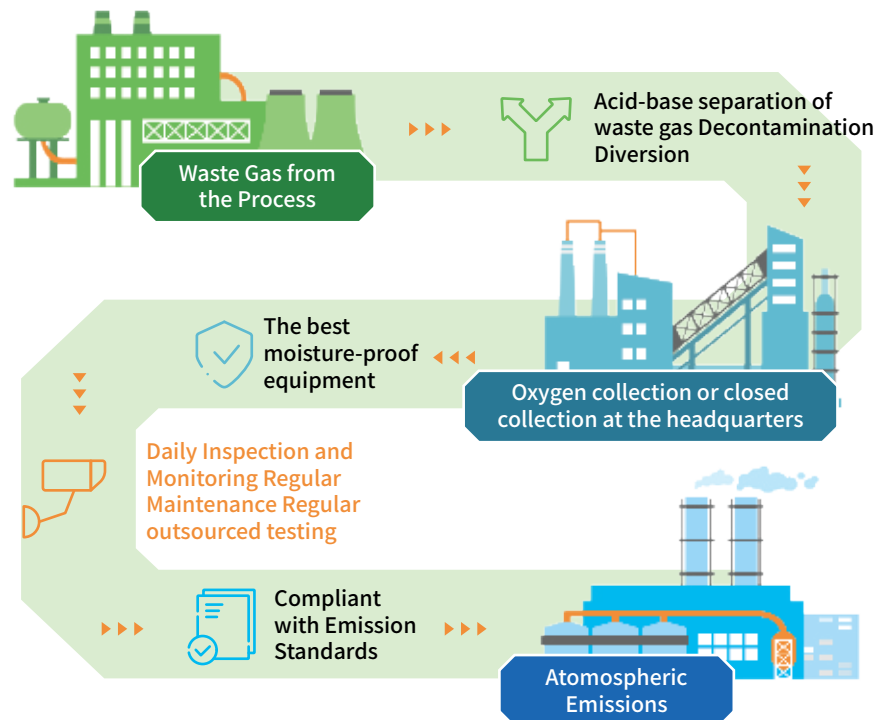 Waste Gas from
the Process
Acid-base separation of
waste gas Decontamination
Diversion
Oxygen collection or closed
collection at the headquarters
The best
moisture-proof
equipment
Daily Inspection and
Monitoring Regular
Maintenance Regular
outsourced testing
Compliant
with Emission
Standards
Atomospheric
Emissions